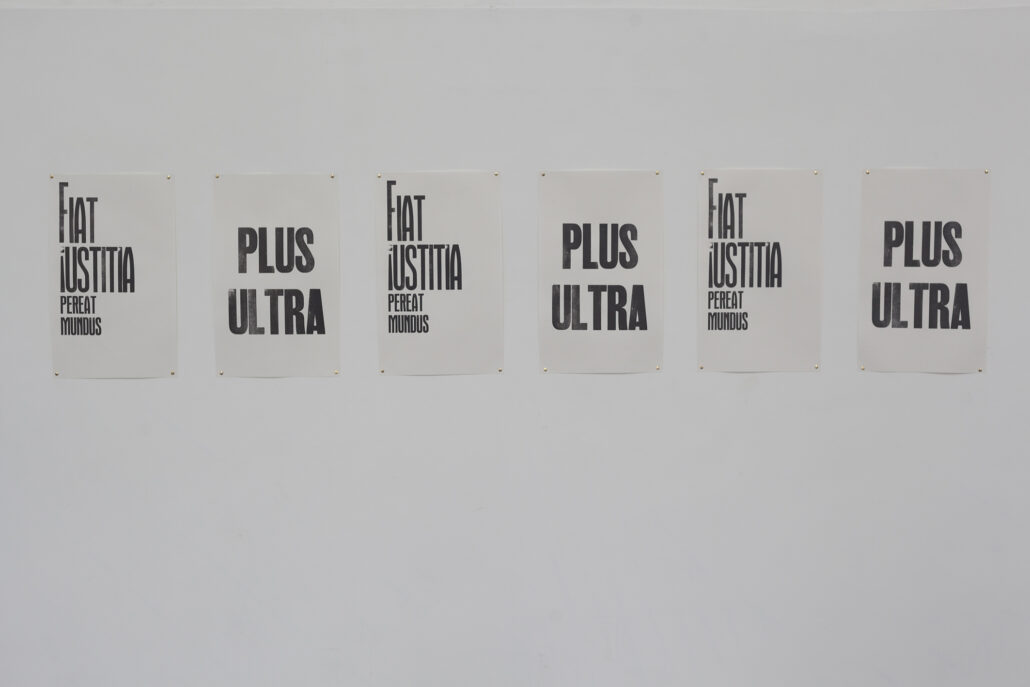 FIAT
iUSTITIA
PEREAT
MUNDUS
PLUS
ULTRA
FIAT
iUSTITIA
PEREAT
MUNDUS
PLUS
ULTRA
FIAT
iUSTITIA
PEREAT
MUNDUS
PLUS
ULTRA